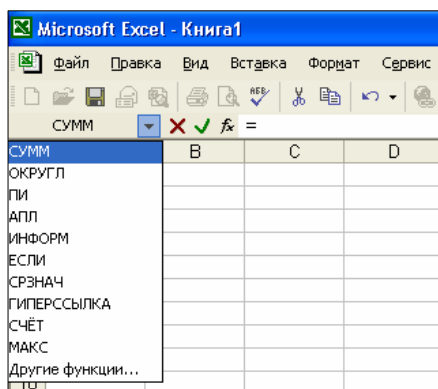 Microsoft Excel - Книга1
Файл Правка Вид Вставка Формат Сервис
СУММ =
СУММ B C D
ОКРУГЛ
ПИ
АПЛ
ИНФОРМ
ЕСЛИ
СРЗНАЧ
ГИПЕРССЫЛКА
СЧЁТ
МАКС
Другие функции...